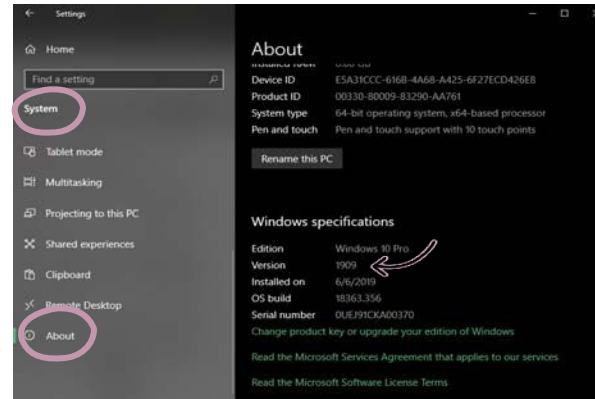 Settings
Home
Find a setting
System
Tablet mode
Multitasking
Projecting to this PC
Shared experiences
Clipboard
Remote Desktop
About
About
Device ID E5A31CCC-616B-4A68-A425-6F27ECD426E8
Product ID 00330-80009-83290-AA761
System type 64-bit operating system, x64-based processor
Pen and touch Pen and touch support with 10 touch points
Rename this PC
Windows specifications
Edition Windows 10 Pro
Version 1909
Installed on 6/6/2019
OS build 18363.356
Serial number 0UEJ91CKA00370
Change product key or upgrade your edition of Windows
Read the Microsoft Services Agreement that applies to our services
Read the Microsoft Software License Terms